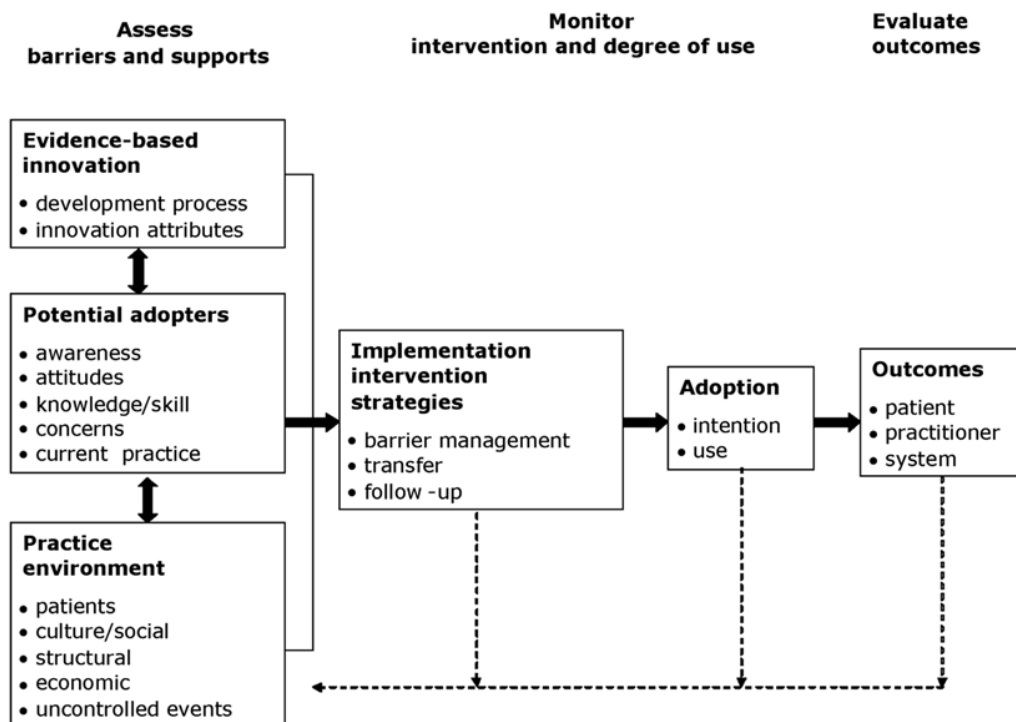 Assess
barriers and supports
Monitor
intervention and degree of use
Evaluate
outcomes
Evidence-based
innovation
• development process
• innovation attributes
Potential adopters
• awareness
• attitudes
• knowledge/skill
• concerns
• current practice
Practice
environment
• patients
• culture/social
• structural
• economic
• uncontrolled events
Implementation
intervention
strategies
• barrier management
• transfer
• follow -up
Adoption
• intention
• use
Outcomes
• patient
• practitioner
• system